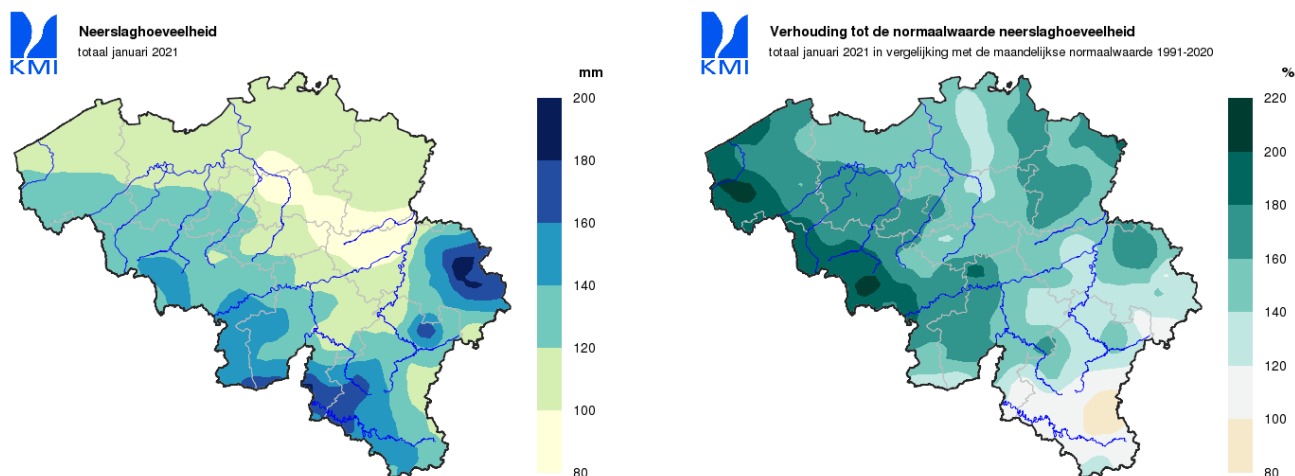 KMI
Neerslaghoeveelheid
totaal januari 2021
mm
200
180
160
140
120
100
80
KMI
Verhouding tot de normaalwaarde neerslaghoeveelheid
totaal januari 2021 in vergelijking met de maandelijkse normaalwaarde 1991-2020
%
220
200
180
160
140
120
100
80